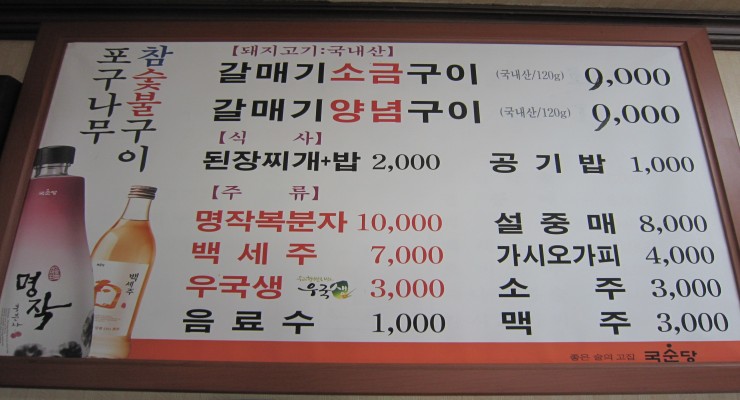 포구나무
참숯불구이
【돼지고기:국내산】
갈매기소금구이 (국내산/120g) 9,000
갈매기양념구이 (국내산/120g) 9,000
【식 사】
된장찌개+밥 2,000 공기밥 1,000
【주 류】
명작복분자 10,000 설중매 8,000
백세주 7,000 가시오가피 4,000
우국생 우국생 3,000 소주 3,000
음료수 1,000 맥주 3,000
명작
복분자
백세주
좋은 술의 고집 국순당